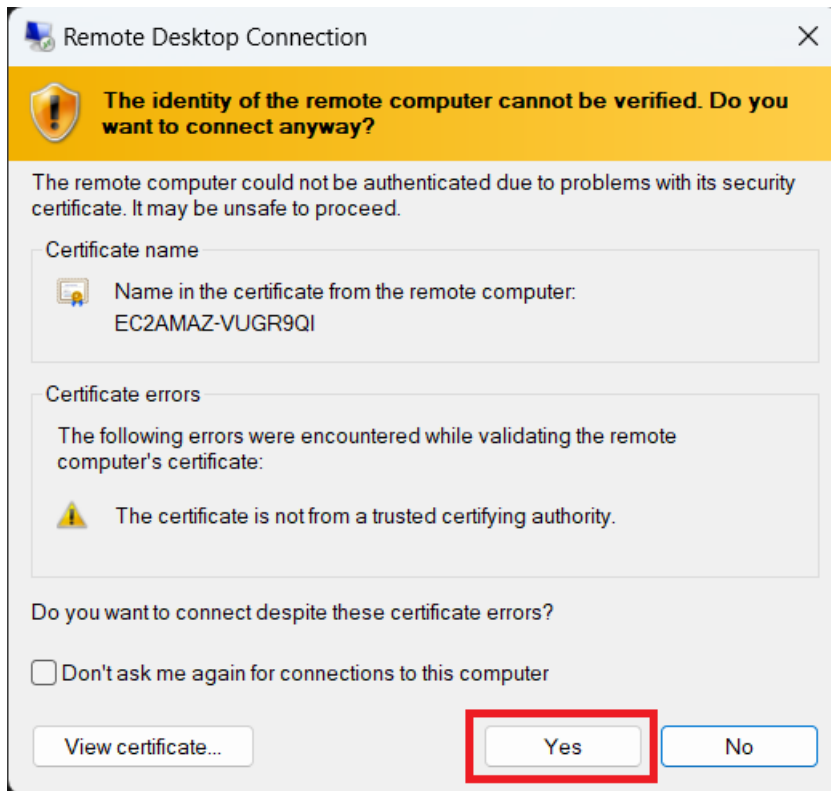 Remote Desktop Connection
The identity of the remote computer cannot be verified. Do you
want to connect anyway?
The remote computer could not be authenticated due to problems with its security
certificate. It may be unsafe to proceed.
Certificate name
Name in the certificate from the remote computer:
EC2AMAZ-VUGR9QI
Certificate errors
The following errors were encountered while validating the remote
computer's certificate:
The certificate is not from a trusted certifying authority.
Do you want to connect despite these certificate errors?
Don't ask me again for connections to this computer
View certificate...
Yes
No